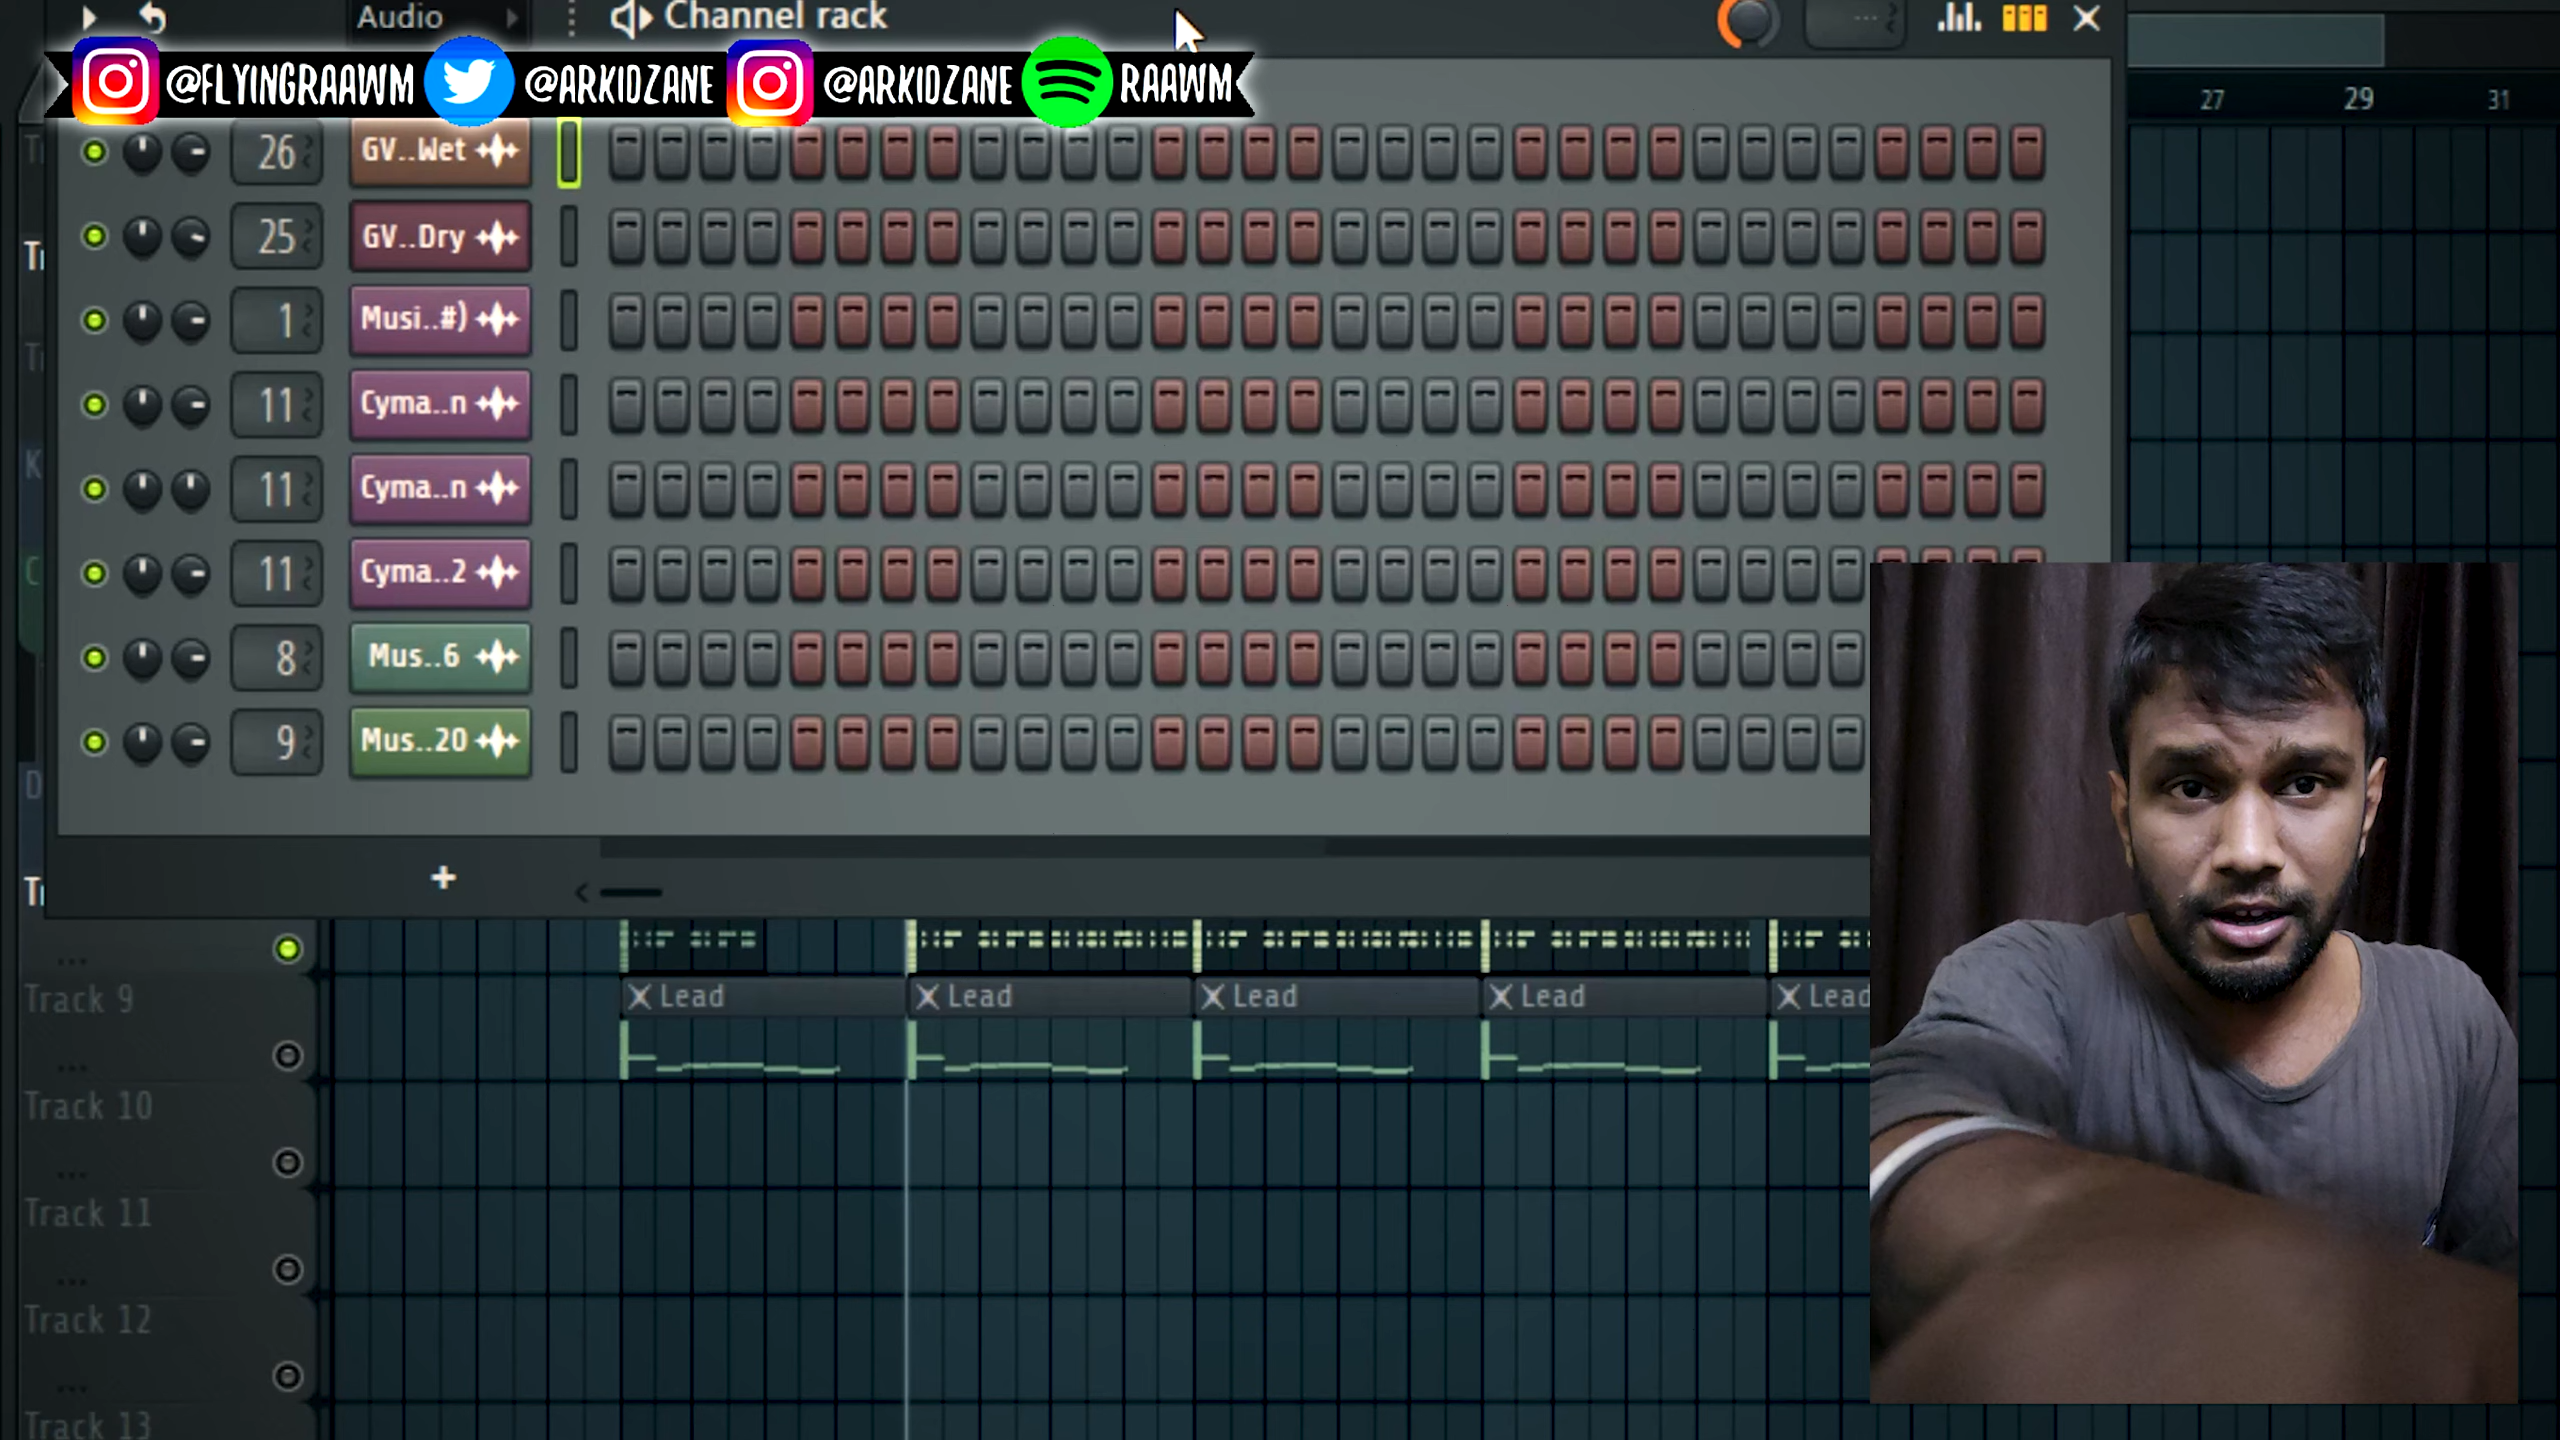 Audio
Channel rack
@FLYINGRAAWM @ARKIDZANE @ARKIDZANE RAAWM
27 29 31
26 GV..Wet
25 GV..Dry
1 Musi..#)
11 Cyma..n
11 Cyma..n
11 Cyma..2
8 Mus..6
9 Mus..20
+
Track 9
Lead Lead Lead Lead Lead
Track 10
Track 11
Track 12
Track 13